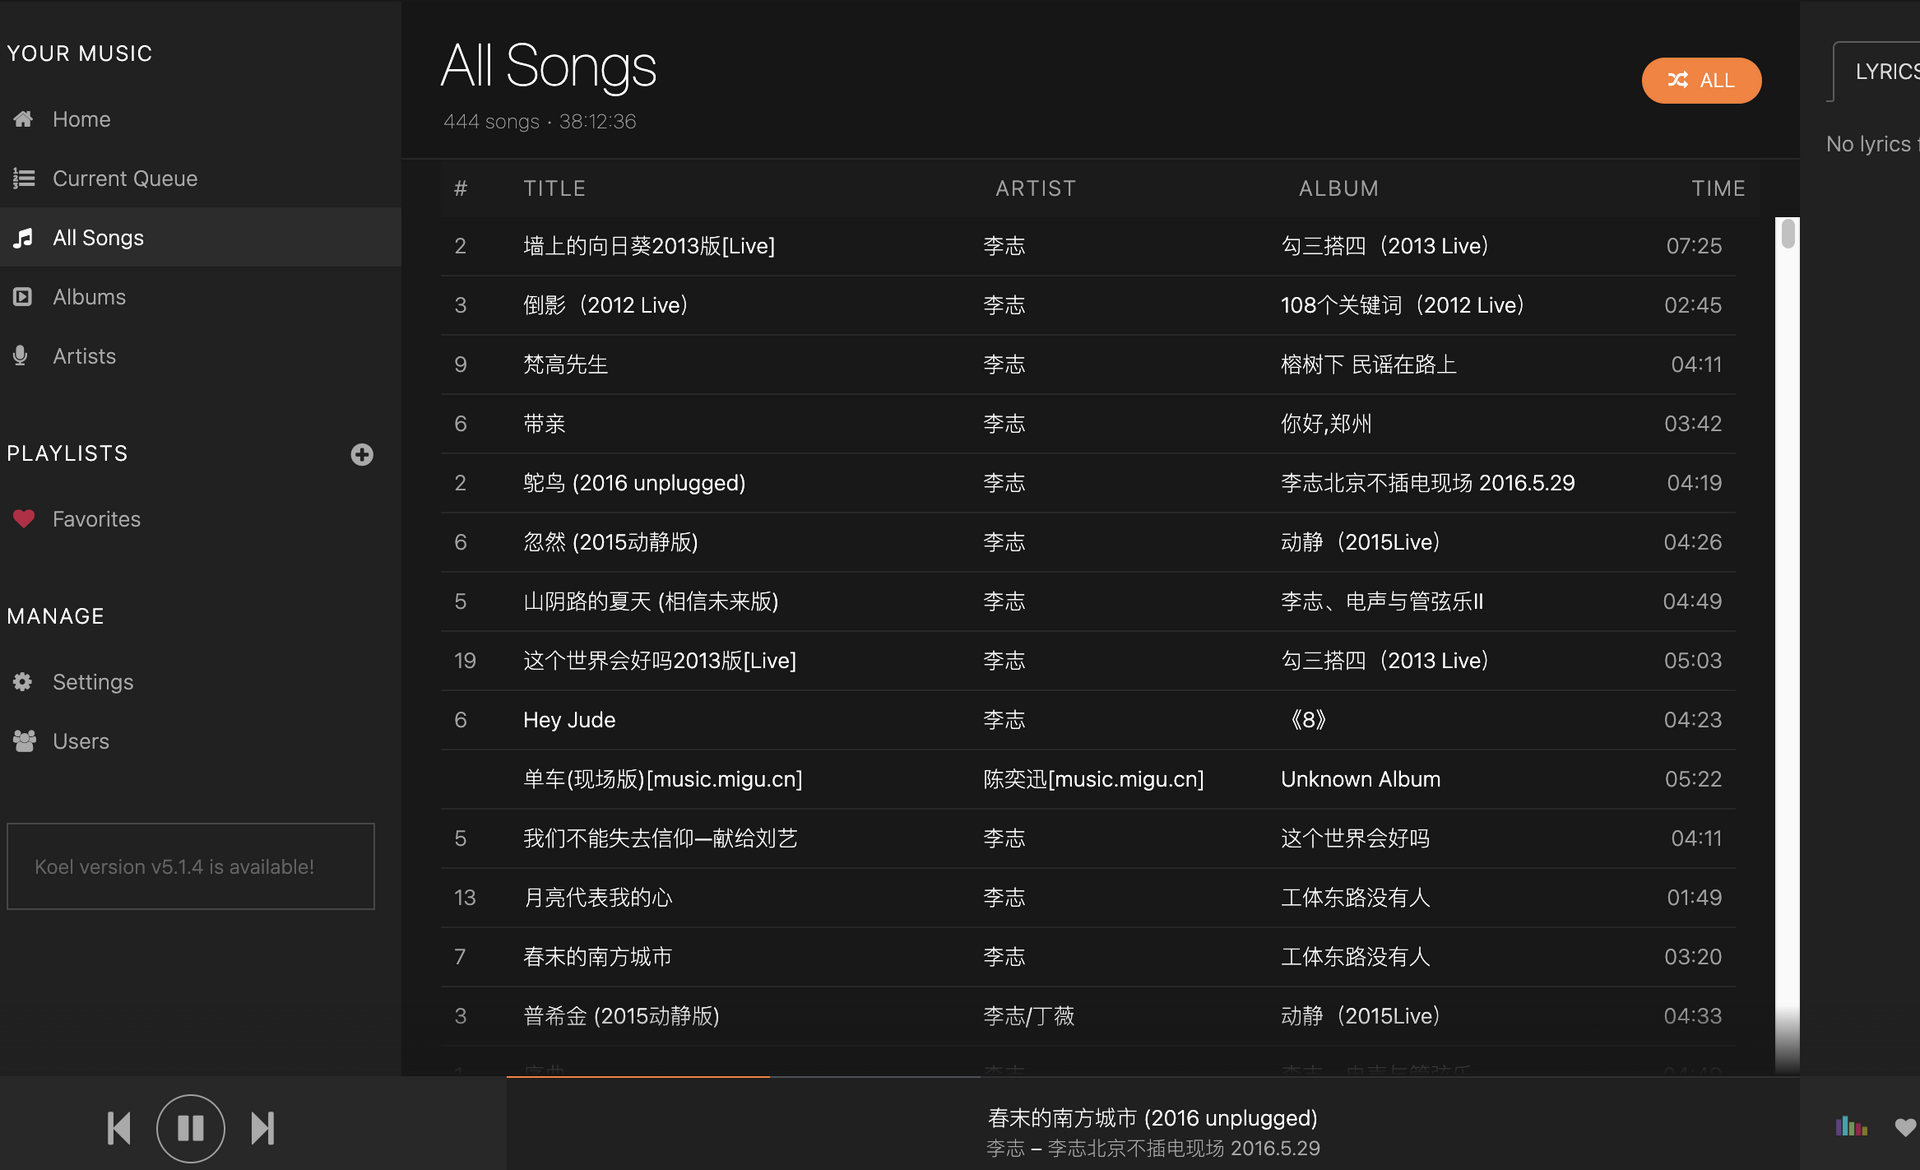 YOUR MUSIC
Home
Current Queue
All Songs
Albums
Artists
PLAYLISTS
Favorites
MANAGE
Settings
Users
Koel version v5.1.4 is available!
All Songs
444 songs • 38:12:36
ALL
# TITLE ARTIST ALBUM TIME
2 墙上的向日葵2013版[Live] 李志 勾三搭四（2013 Live） 07:25
3 倒影（2012 Live） 李志 108个关键词（2012 Live） 02:45
9 梵高先生 李志 榕树下 民谣在路上 04:11
6 带亲 李志 你好,郑州 03:42
2 鸵鸟 (2016 unplugged) 李志 李志北京不插电现场 2016.5.29 04:19
6 忽然 (2015动静版) 李志 动静（2015Live） 04:26
5 山阴路的夏天 (相信未来版) 李志 李志、电声与管弦乐II 04:49
19 这个世界会好吗2013版[Live] 李志 勾三搭四（2013 Live） 05:03
6 Hey Jude 李志 《8》 04:23
单车(现场版)[music.migu.cn] 陈奕迅[music.migu.cn] Unknown Album 05:22
5 我们不能失去信仰—献给刘艺 李志 这个世界会好吗 04:11
13 月亮代表我的心 李志 工体东路没有人 01:49
7 春末的南方城市 李志 工体东路没有人 03:20
3 普希金 (2015动静版) 李志/丁薇 动静（2015Live） 04:33
春末的南方城市 (2016 unplugged)
李志 – 李志北京不插电现场 2016.5.29
LYRICS
No lyrics